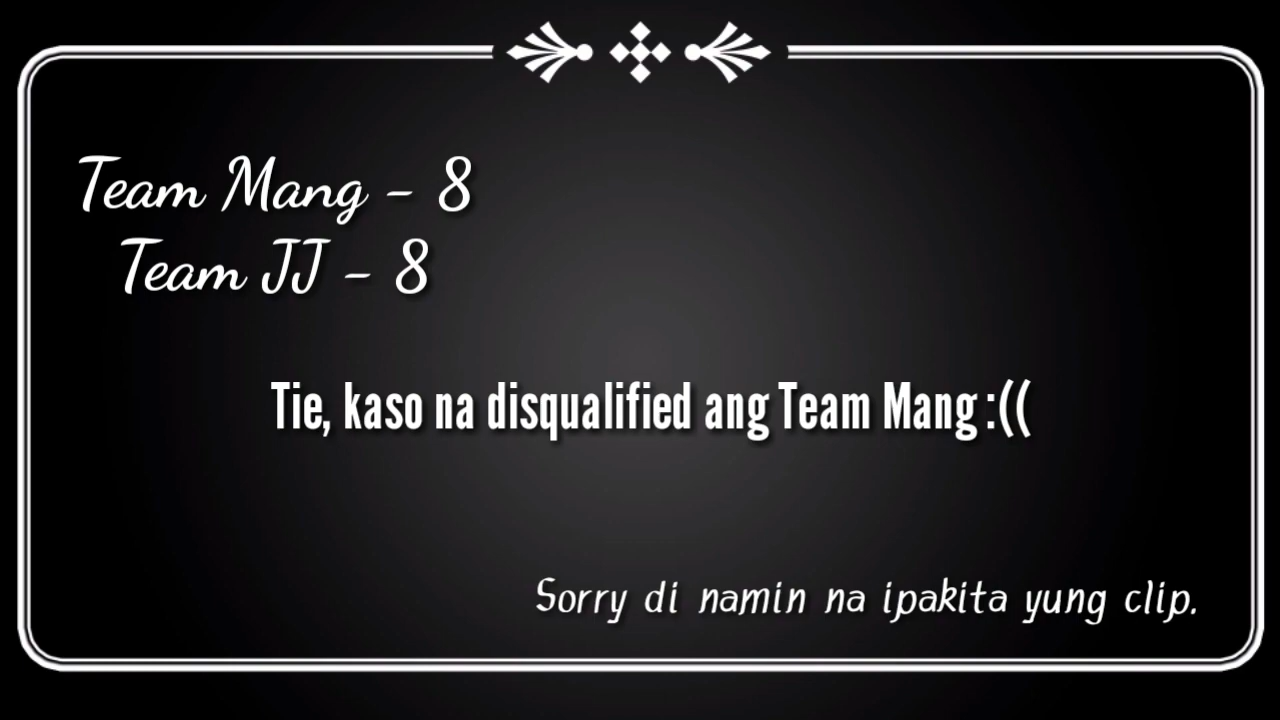 Team Mang - 8
Team JJ - 8
Tie, kaso na disqualified ang Team Mang :((
Sorry di namin na ipakita yung clip.